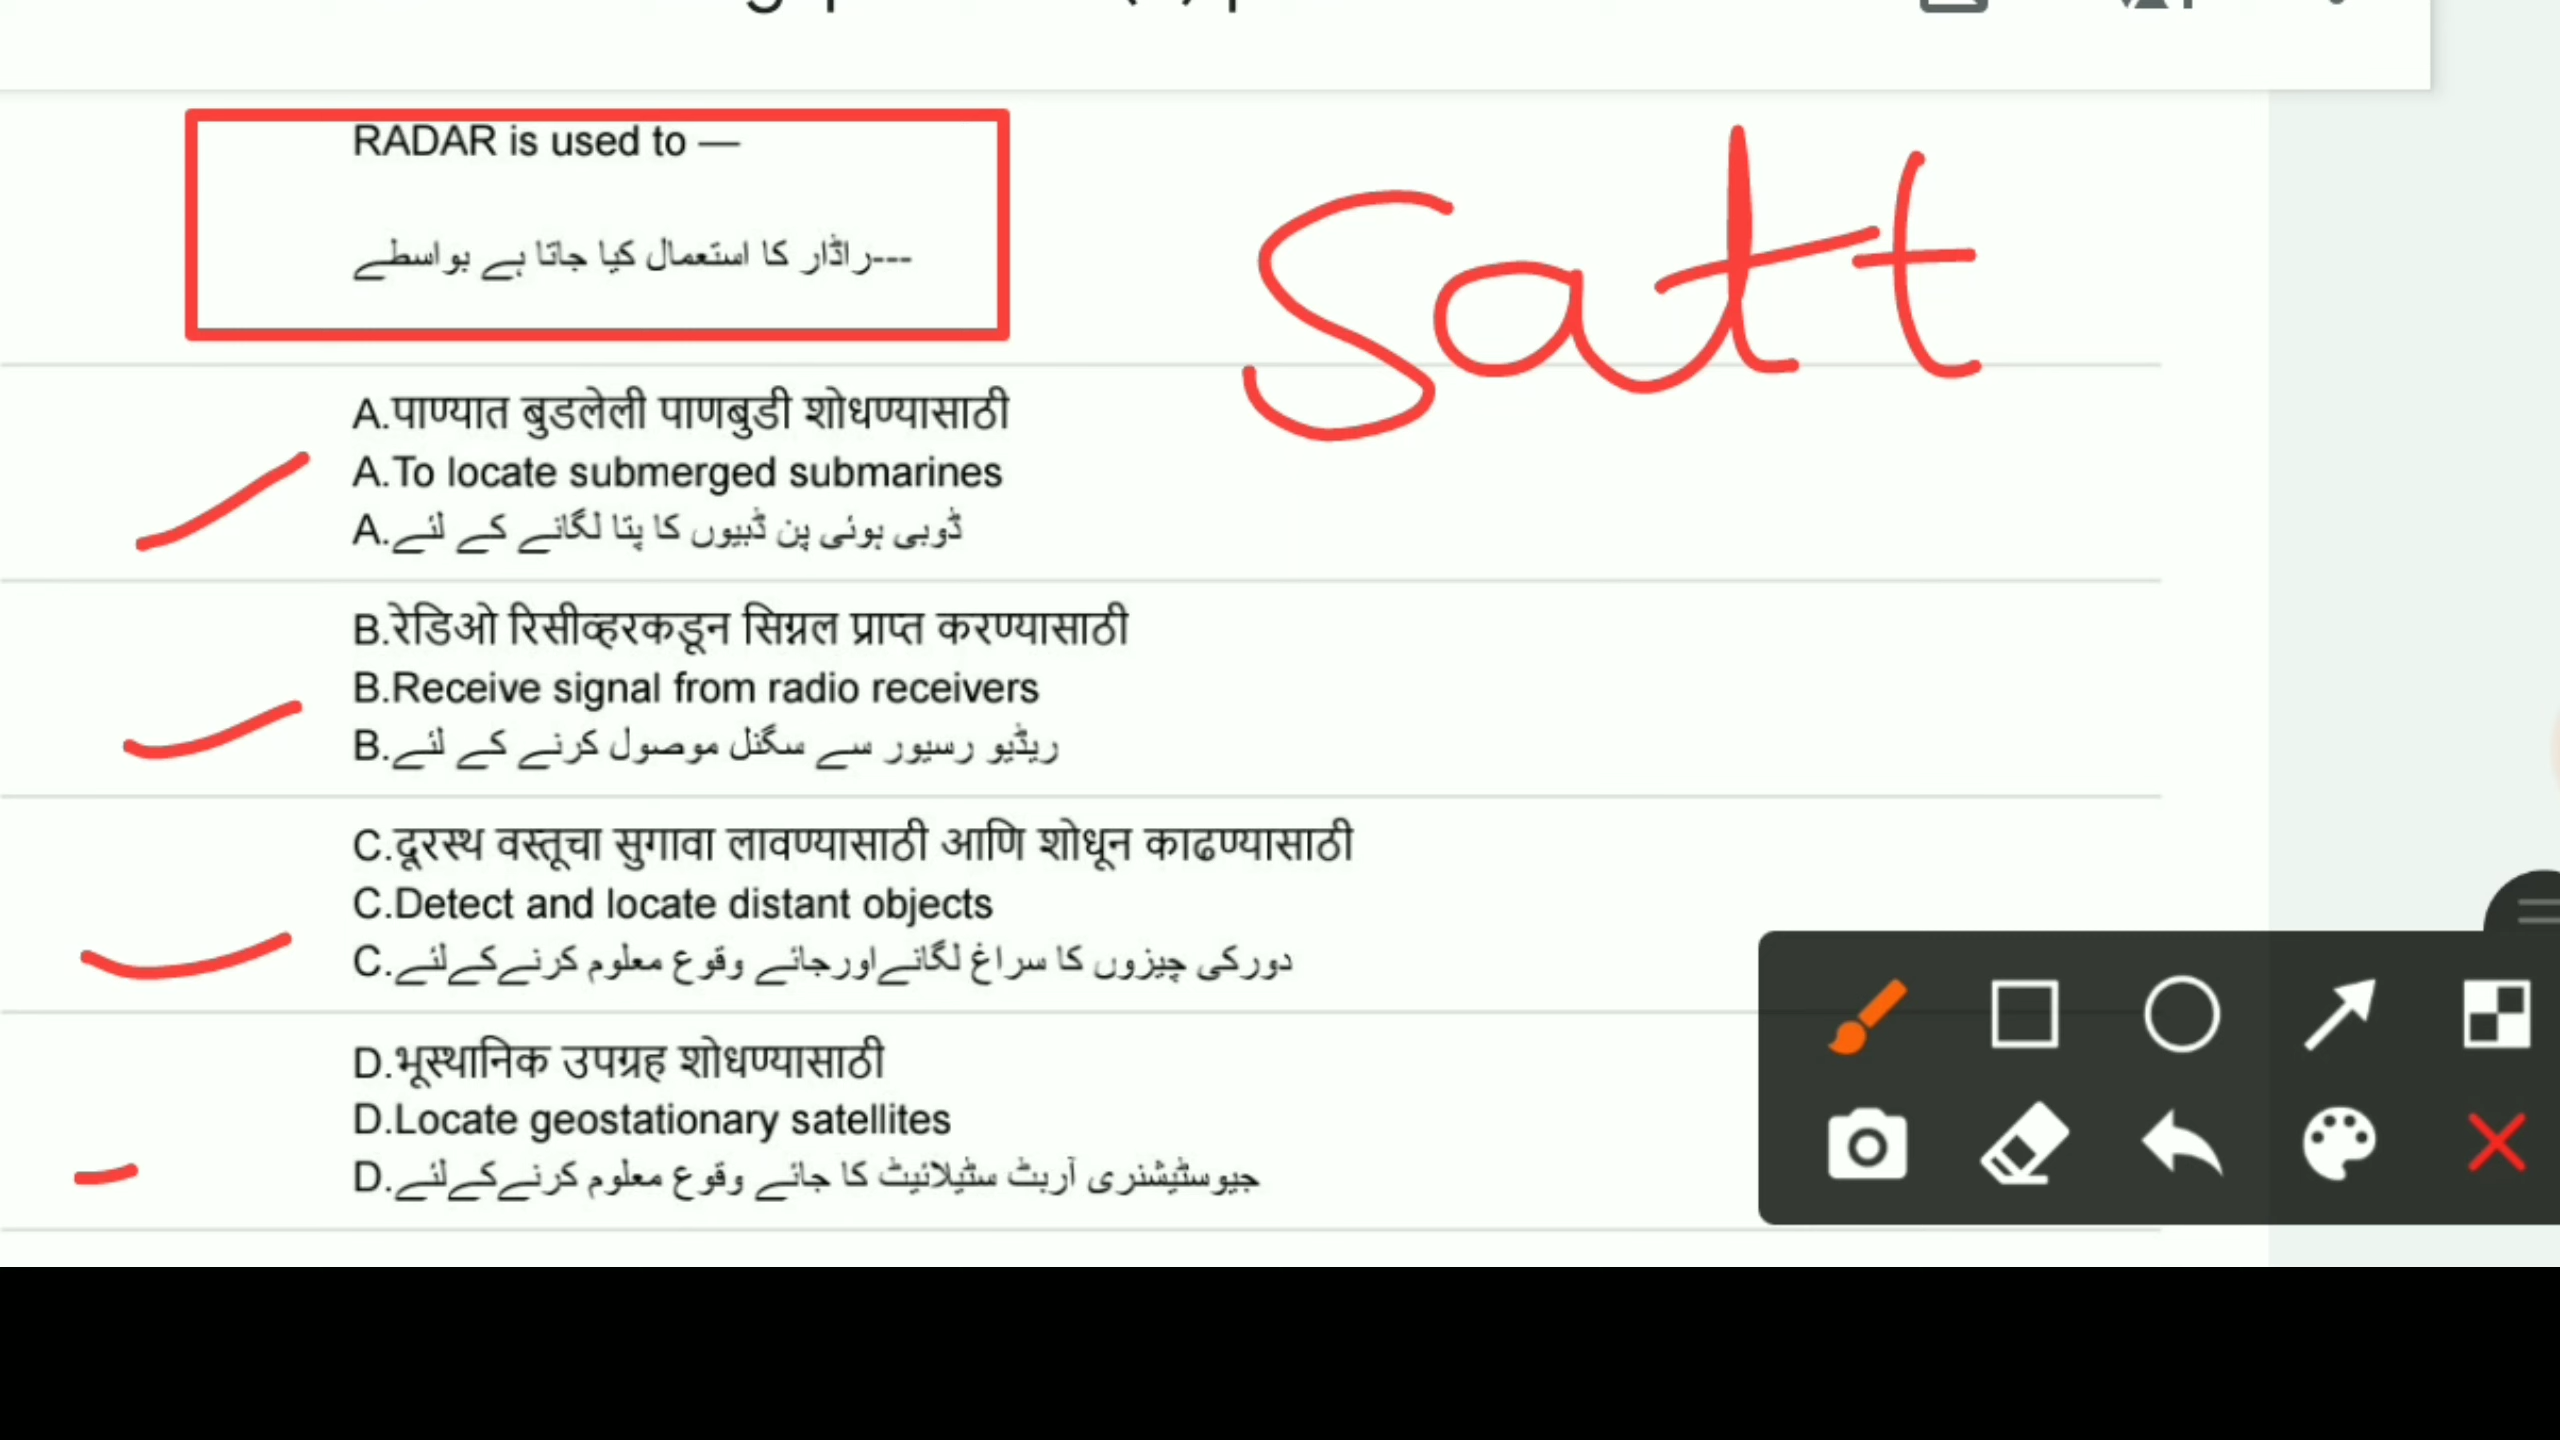 RADAR is used to —
Satt
راڈار کا استعمال کیا جاتا ہے بواسطے---
A.पाण्यात बुडलेली पाणबुडी शोधण्यासाठी
A.To locate submerged submarines
A.ڈوبی ہوئی پن ڈبیوں کا پتا لگانے کے لئے
B.रेडिओ रिसीव्हरकडून सिग्नल प्राप्त करण्यासाठी
B.Receive signal from radio receivers
B.ریڈیو رسیور سے سگنل موصول کرنے کے لئے
C.दूरस्थ वस्तूचा सुगावा लावण्यासाठी आणि शोधून काढण्यासाठी
C.Detect and locate distant objects
C.دورکی چیزوں کا سراغ لگانےاورجائے وقوع معلوم کرنےکےلئے
D.भूस्थानिक उपग्रह शोधण्यासाठी
D.Locate geostationary satellites
D.جیوسٹیشنری آربٹ سٹیلائیٹ کا جائے وقوع معلوم کرنےکےلئے